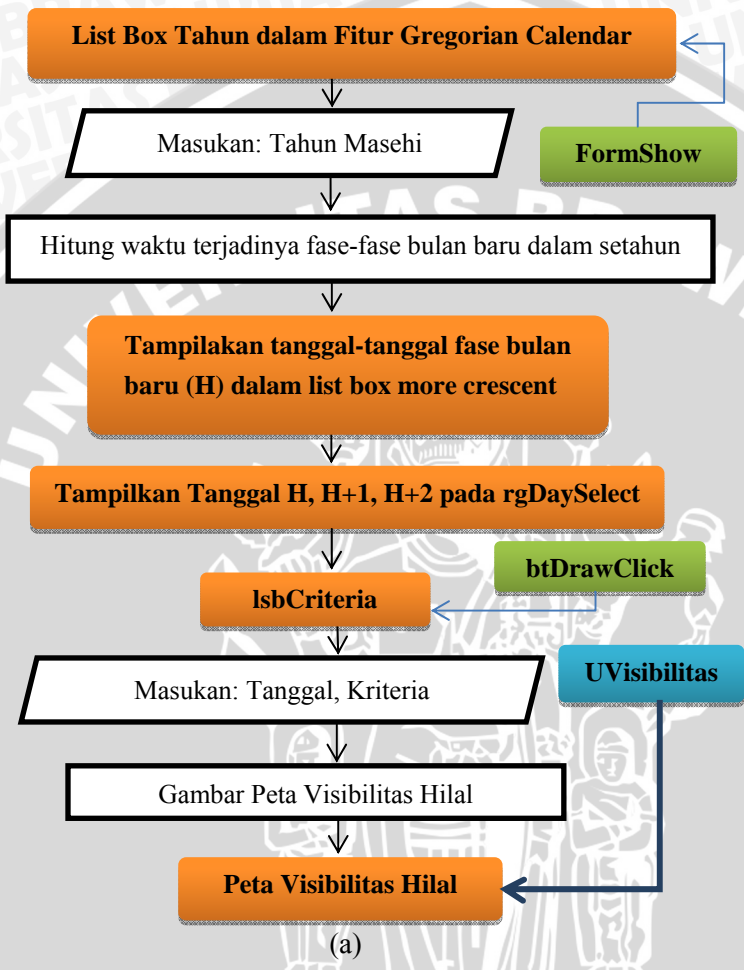 List Box Tahun dalam Fitur Gregorian Calendar
Masukan: Tahun Masehi
FormShow
Hitung waktu terjadinya fase-fase bulan baru dalam setahun
Tampilakan tanggal-tanggal fase bulan
baru (H) dalam list box more crescent
Tampilkan Tanggal H, H+1, H+2 pada rgDaySelect
btDrawClick
lsbCriteria
UVisibilitas
Masukan: Tanggal, Kriteria
Gambar Peta Visibilitas Hilal
Peta Visibilitas Hilal
(a)